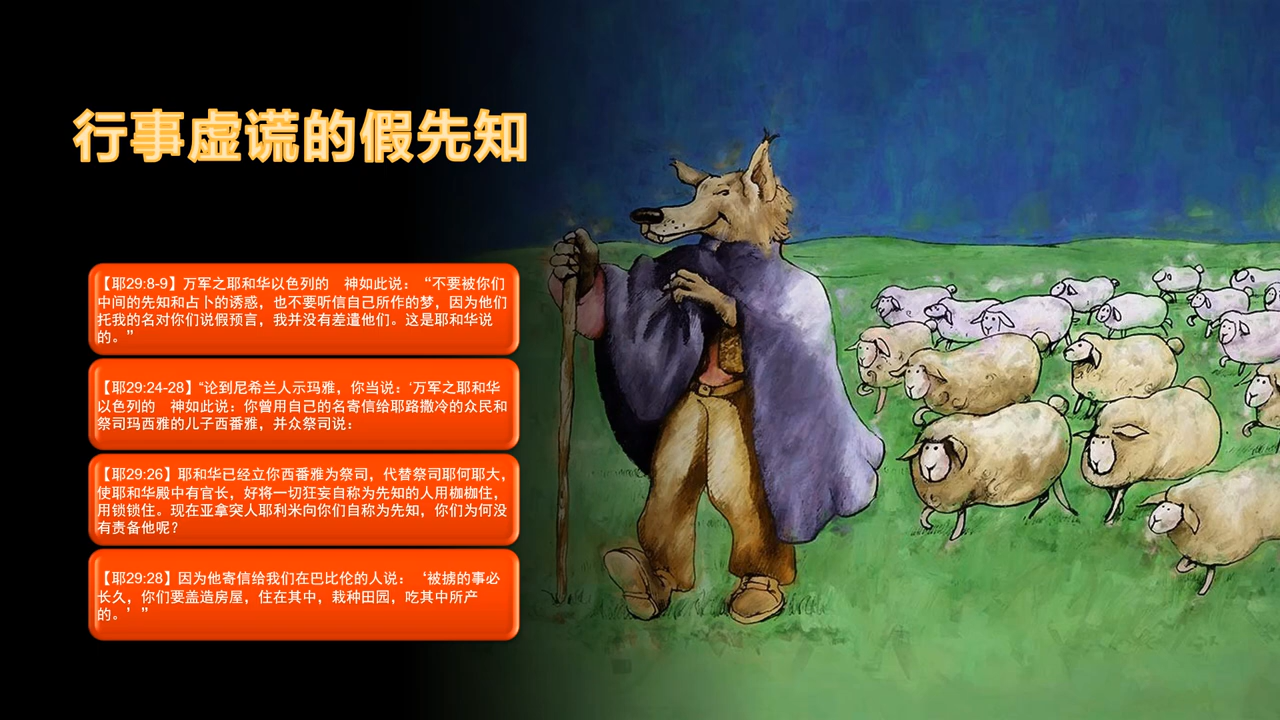 行事虚谎的假先知
【耶29:8-9】万军之耶和华以色列的　神如此说：“不要被你们
中间的先知和占卜的诱惑，也不要听信自己所作的梦，因为他们
托我的名对你们说假预言，我并没有差遣他们。这是耶和华说
的。”
【耶29:24-28】“论到尼希兰人示玛雅，你当说：‘万军之耶和华
以色列的　神如此说：你曾用自己的名寄信给耶路撒冷的众民和
祭司玛西雅的儿子西番雅，并众祭司说：
【耶29:26】耶和华已经立你西番雅为祭司，代替祭司耶何耶大，
使耶和华殿中有官长，好将一切狂妄自称为先知的人用枷枷住，
用锁锁住。现在亚拿突人耶利米向你们自称为先知，你们为何没
有责备他呢？
【耶29:28】因为他寄信给我们在巴比伦的人说：‘被掳的事必
长久，你们要盖造房屋，住在其中，栽种田园，吃其中所产
的。’”